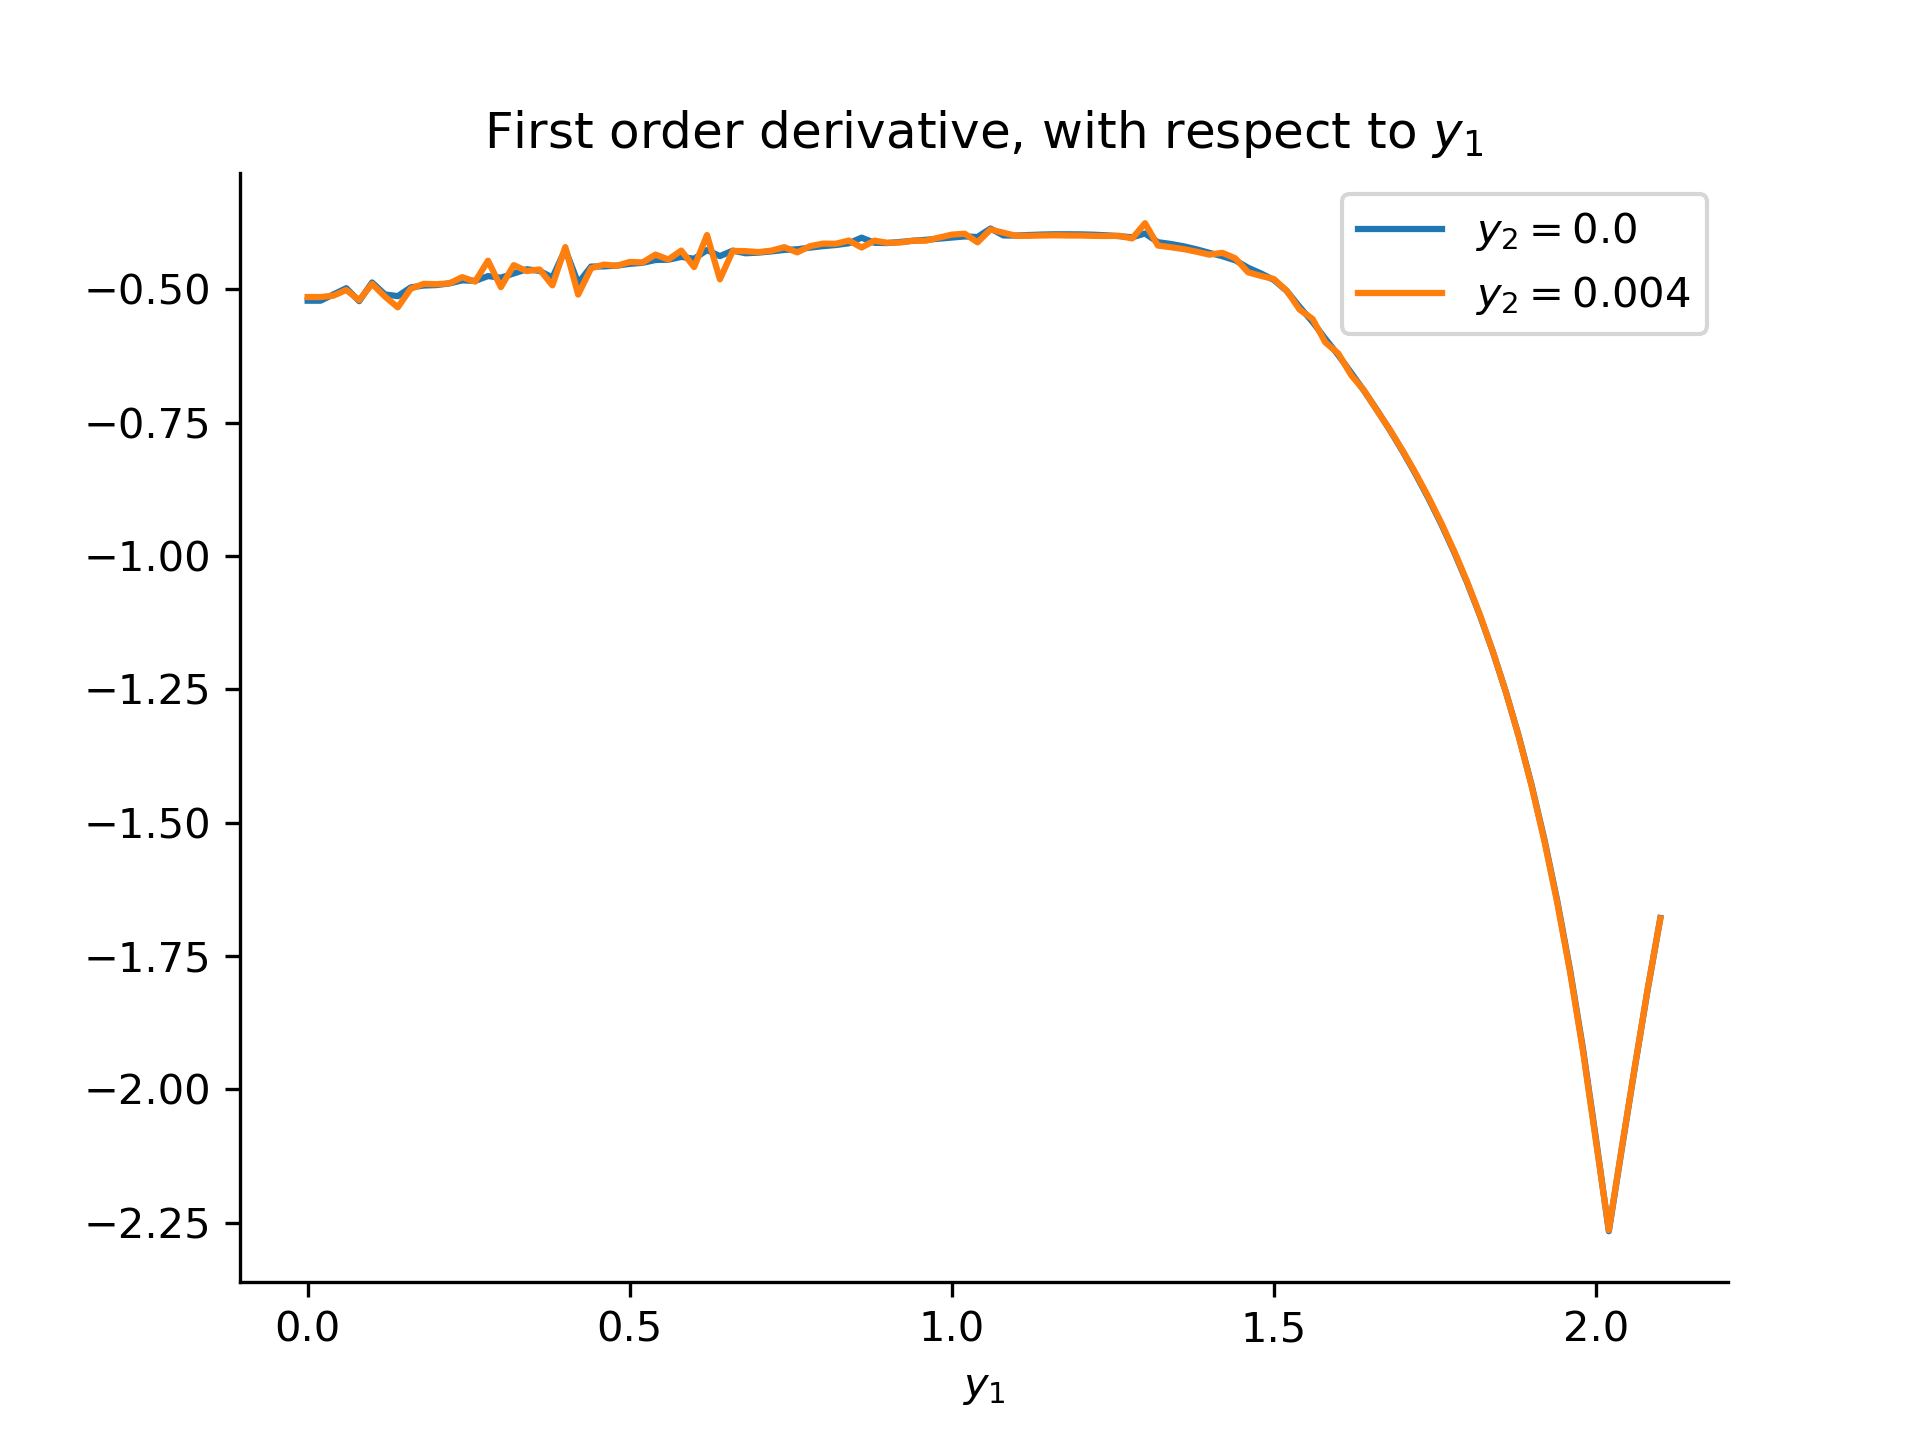 First order derivative, with respect to y₁
y₂ = 0.0
y₂ = 0.004
−0.50
−0.75
−1.00
−1.25
−1.50
−1.75
−2.00
−2.25
0.0 0.5 1.0 1.5 2.0
y₁